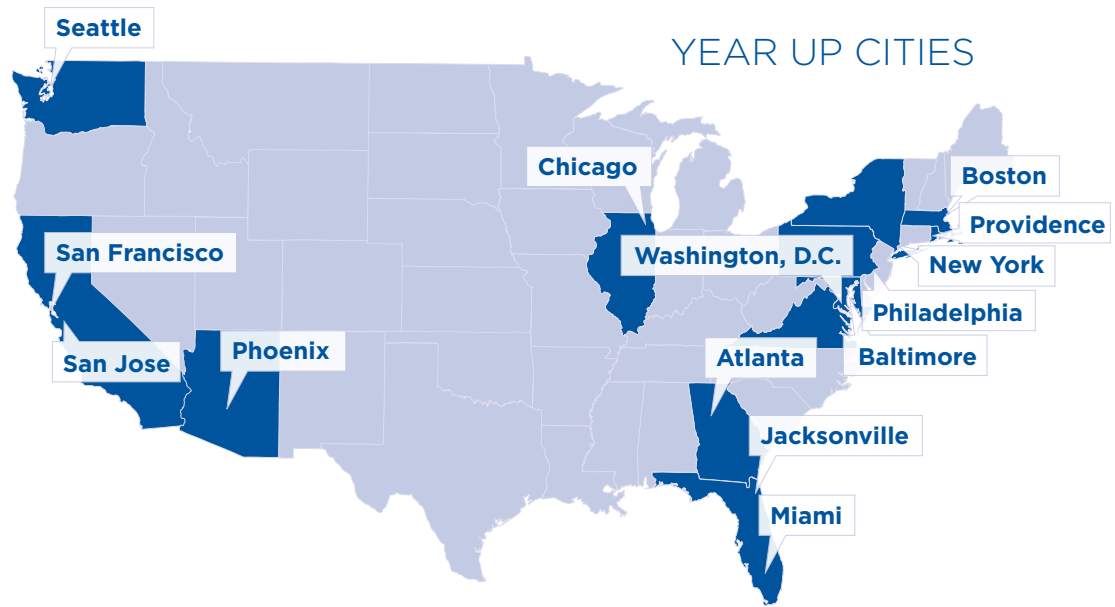 Seattle
YEAR UP CITIES
Chicago
Boston
Providence
San Francisco
Washington, D.C.
New York
Philadelphia
San Jose
Phoenix
Atlanta
Baltimore
Jacksonville
Miami